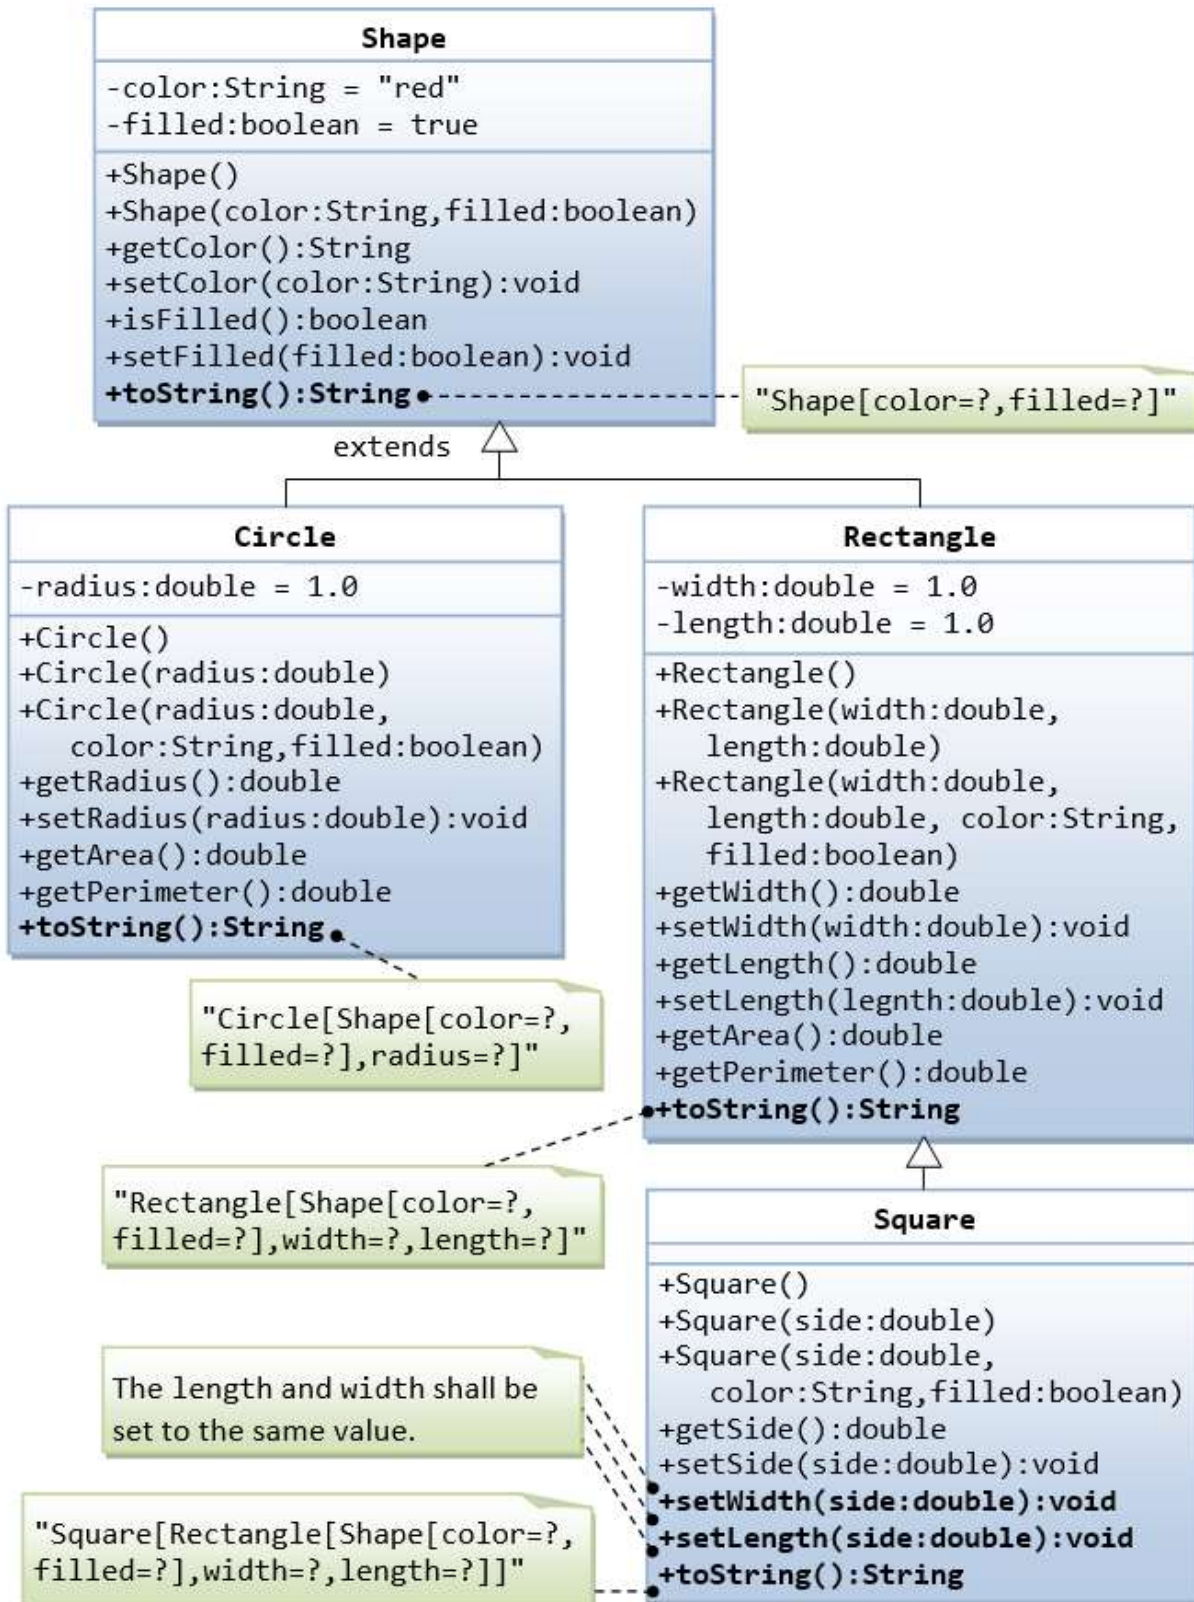 Shape
-color:String = "red"
-filled:boolean = true
+Shape()
+Shape(color:String,filled:boolean)
+getColor():String
+setColor(color:String):void
+isFilled():boolean
+setFilled(filled:boolean):void
+toString():String
"Shape[color=?,filled=?]"
extends
Circle
-radius:double = 1.0
+Circle()
+Circle(radius:double)
+Circle(radius:double,
color:String,filled:boolean)
+getRadius():double
+setRadius(radius:double):void
+getArea():double
+getPerimeter():double
+toString():String
"Circle[Shape[color=?,
filled=?],radius=?]"
Rectangle
-width:double = 1.0
-length:double = 1.0
+Rectangle()
+Rectangle(width:double,
length:double)
+Rectangle(width:double,
length:double, color:String,
filled:boolean)
+getWidth():double
+setWidth(width:double):void
+getLength():double
+setLength(legnth:double):void
+getArea():double
+getPerimeter():double
+toString():String
"Rectangle[Shape[color=?,
filled=?],width=?,length=?]"
Square
+Square()
+Square(side:double)
+Square(side:double,
color:String,filled:boolean)
+getSide():double
+setSide(side:double):void
+setWidth(side:double):void
+setLength(side:double):void
+toString():String
The length and width shall be
set to the same value.
"Square[Rectangle[Shape[color=?,
filled=?],width=?,length=?]]"